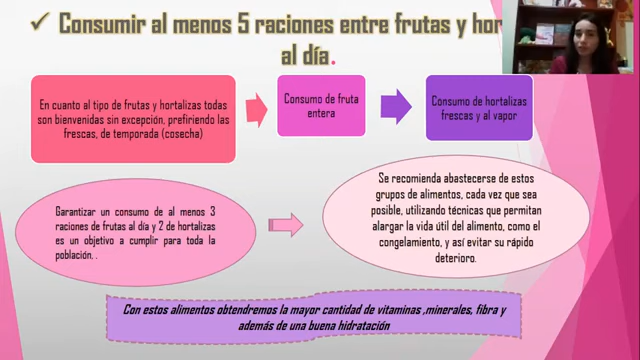 ✓ Consumir al menos 5 raciones entre frutas y
al día.
En cuanto al tipo de frutas y hortalizas todas
son bienvenidas sin excepción, prefiriendo las
frescas, de temporada (cosecha)
Consumo de fruta
entera
Consumo de hortalizas
frescas y al vapor
Garantizar un consumo de al menos 3
raciones de frutas al día y 2 de hortalizas
es un objetivo a cumplir para toda la
población. .
Se recomienda abastecerse de estos
grupos de alimentos, cada vez que sea
posible, utilizando técnicas que permitan
alargar la vida útil del alimento, como el
congelamiento, y así evitar su rápido
deterioro.
Con estos alimentos obtendremos la mayor cantidad de vitaminas ,minerales, fibra y
además de una buena hidratación